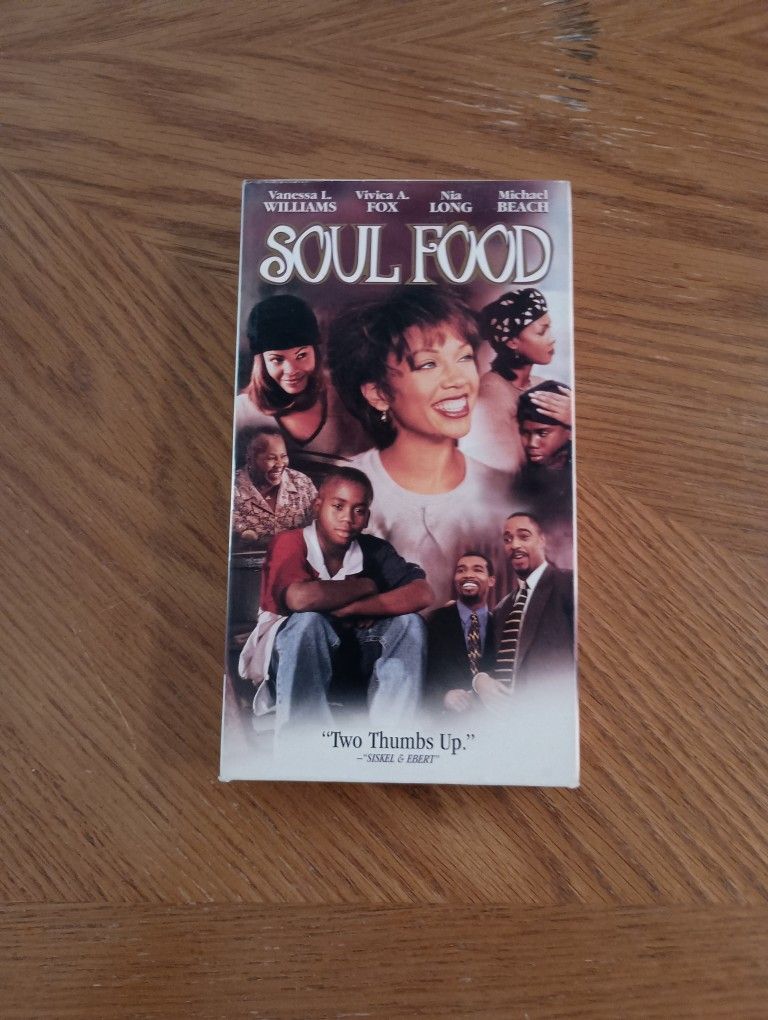 Vanessa L. Vivica A. Nia Michael
WILLIAMS FOX LONG BEACH
SOUL FOOD
“Two Thumbs Up.”
–“SISKEL & EBERT”